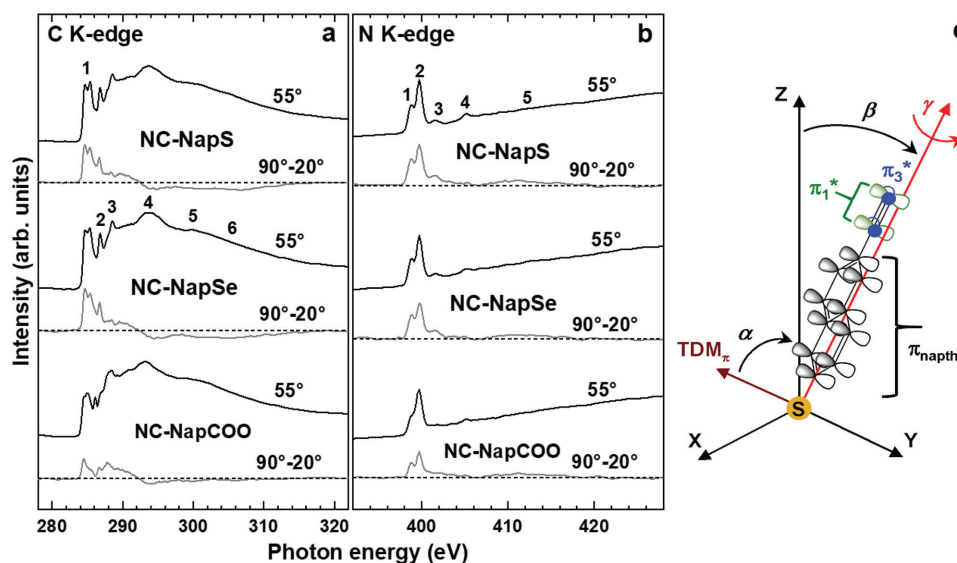 C K-edge
a
1
55°
NC-NapS
90°-20°
2
3
4
5
6
55°
NC-NapSe
90°-20°
55°
NC-NapCOO
90°-20°
280
290
300
310
320
N K-edge
b
1
2
3
4
5
55°
NC-NapS
90°-20°
55°
NC-NapSe
90°-20°
55°
NC-NapCOO
90°-20°
400
410
420
Intensity (arb. units)
Photon energy (eV)
Z
β
γ
π3*
π1*
α
TDMπ
πnapth
S
X
Y